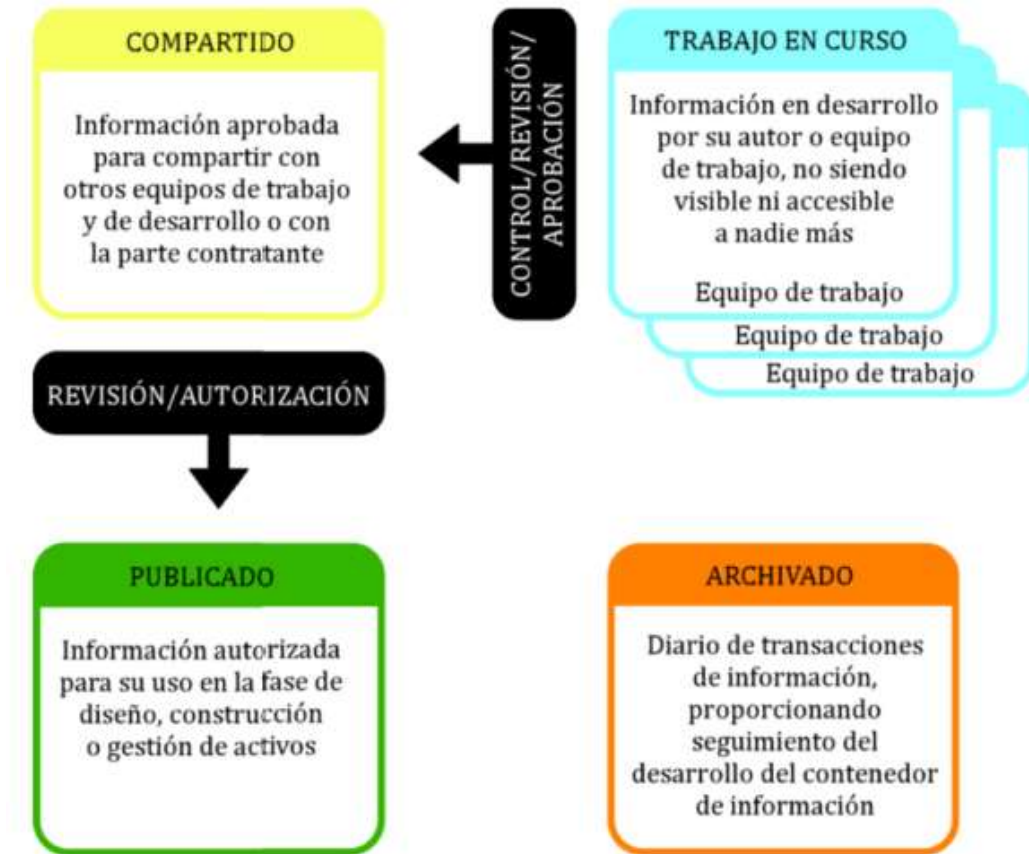 COMPARTIDO
Información aprobada
para compartir con
otros equipos de trabajo
y de desarrollo o con
la parte contratante
CONTROL/REVISIÓN/
APROBACIÓN
TRABAJO EN CURSO
Información en desarrollo
por su autor o equipo
de trabajo, no siendo
visible ni accesible
a nadie más
Equipo de trabajo
Equipo de trabajo
Equipo de trabajo
REVISIÓN/AUTORIZACIÓN
PUBLICADO
Información autorizada
para su uso en la fase de
diseño, construcción
o gestión de activos
ARCHIVADO
Diario de transacciones
de información,
proporcionando
seguimiento del
desarrollo del contenedor
de información